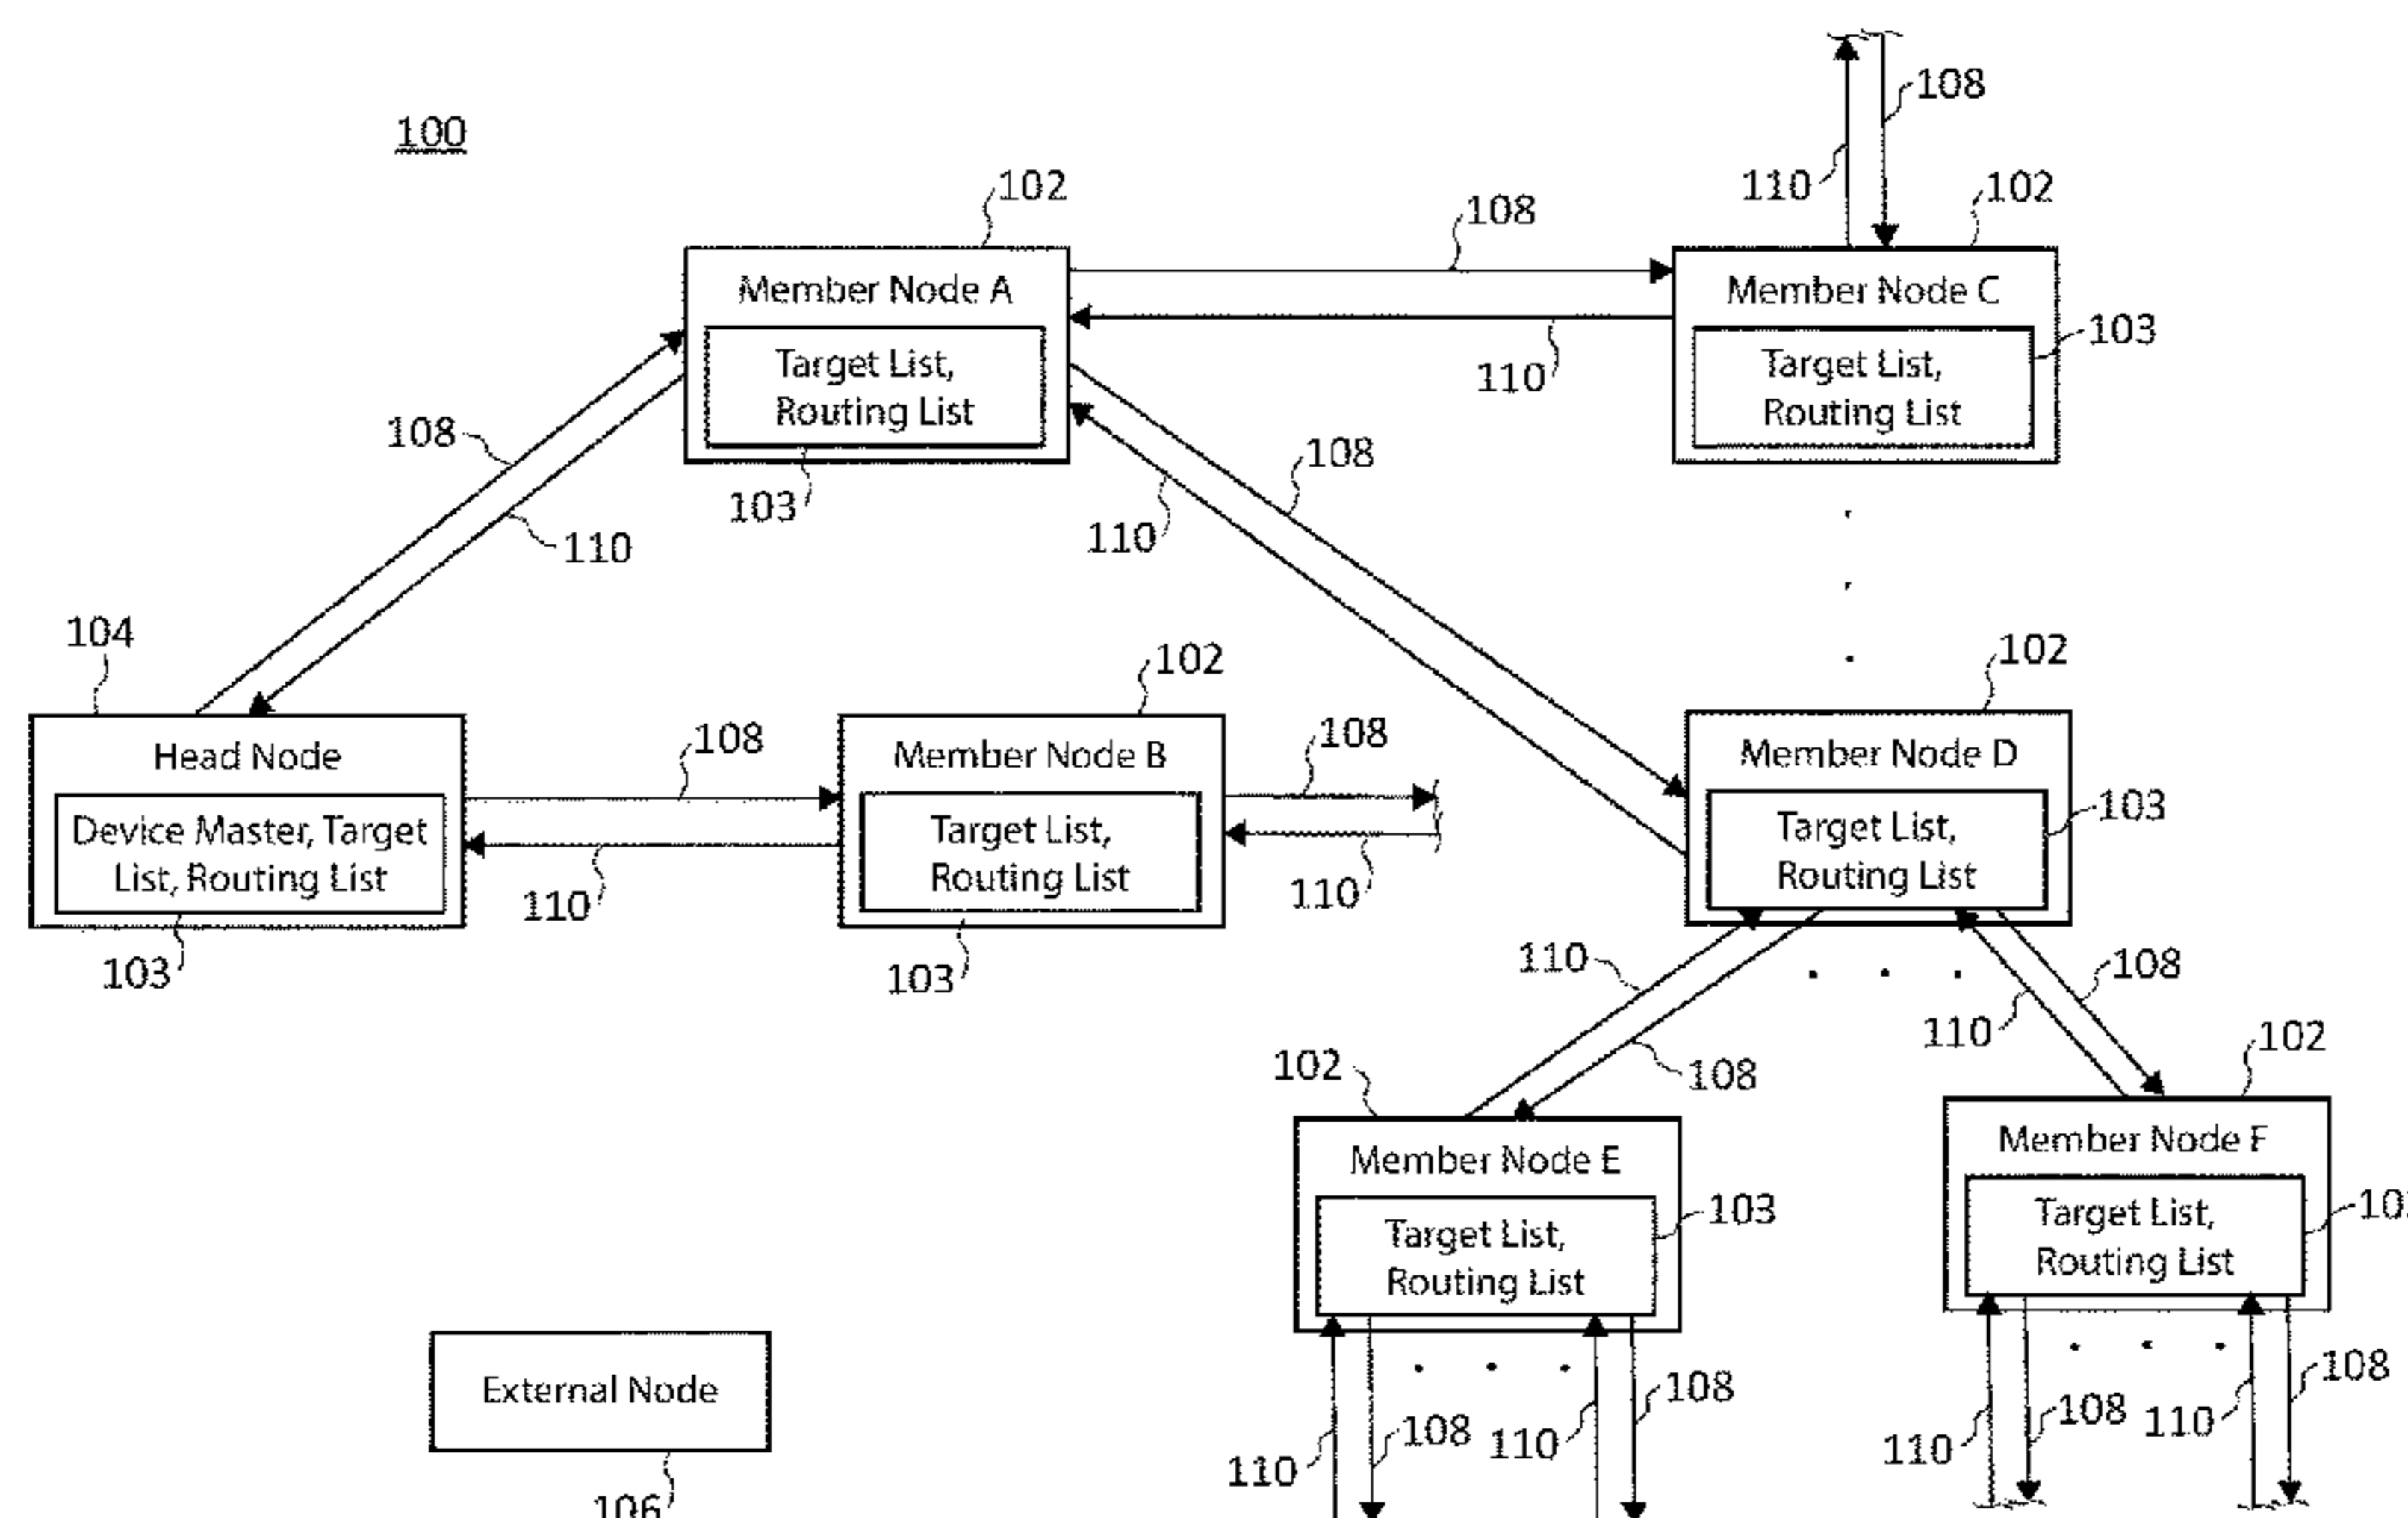 108
100
102
110
102
108
Member Node A
Target List,
Routing List
Member Node C
Target List,
Routing List
103
110
108
108
103
110
110
104
102
102
108
108
Head Node
Device Master, Target
List, Routing List
Member Node B
Target List,
Routing List
Member Node D
Target List,
Routing List
103
110
110
103
103
110
108
110
102
108
102
Member Node E
Target List,
Routing List
103
Member Node F
Target List,
Routing List
External Node
106
110
108
110
108
110
108
110
108